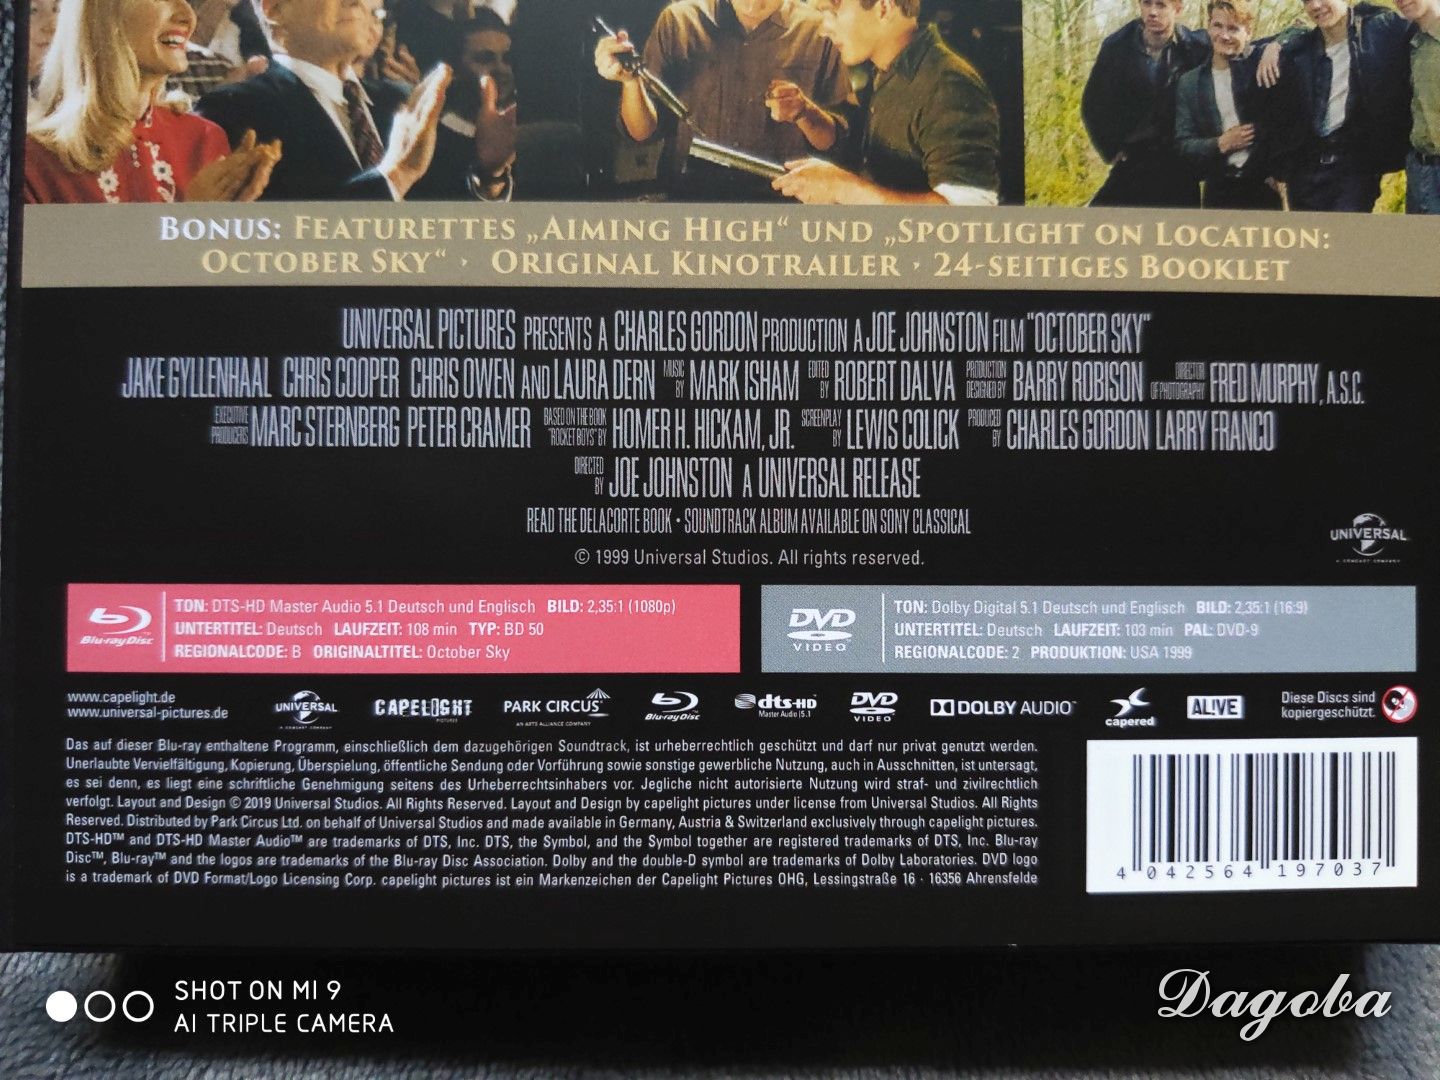 BONUS: FEATURETTES „AIMING HIGH“ UND „SPOTLIGHT ON LOCATION:
OCTOBER SKY“ · ORIGINAL KINOTRAILER · 24-SEITIGES BOOKLET
UNIVERSAL PICTURES PRESENTS A CHARLES GORDON PRODUCTION A JOE JOHNSTON FILM "OCTOBER SKY"
JAKE GYLLENHAAL CHRIS COOPER CHRIS OWEN AND LAURA DERN MUSIC BY MARK ISHAM EDITED BY ROBERT DALVA PRODUCTION DESIGNED BY BARRY ROBISON DIRECTOR OF PHOTOGRAPHY FRED MURPHY, A.S.C.
EXECUTIVE PRODUCERS MARC STERNBERG PETER CRAMER BASED ON THE BOOK "ROCKET BOYS" BY HOMER H. HICKAM, JR. SCREENPLAY BY LEWIS COLICK PRODUCED BY CHARLES GORDON LARRY FRANCO
DIRECTED BY JOE JOHNSTON A UNIVERSAL RELEASE
READ THE DELACORTE BOOK • SOUNDTRACK ALBUM AVAILABLE ON SONY CLASSICAL
© 1999 Universal Studios. All rights reserved.
UNIVERSAL
A COMCAST COMPANY
Blu-ray Disc
TON: DTS-HD Master Audio 5.1 Deutsch und Englisch BILD: 2,35:1 (1080p)
UNTERTITEL: Deutsch LAUFZEIT: 108 min TYP: BD 50
REGIONALCODE: B ORIGINALTITEL: October Sky
DVD VIDEO
TON: Dolby Digital 5.1 Deutsch und Englisch BILD: 2,35:1 (16:9)
UNTERTITEL: Deutsch LAUFZEIT: 103 min PAL: DVD-9
REGIONALCODE: 2 PRODUKTION: USA 1999
www.capelight.de
www.universal-pictures.de
UNIVERSAL A COMCAST COMPANY
CAPELIGHT PICTURES
PARK CIRCUS AN ARTS ALLIANCE COMPANY
Blu-ray Disc
dts-HD Master Audio | 5.1
DVD VIDEO
DOLBY AUDIO™
capered
AL!VE
Diese Discs sind
kopiergeschützt.
Das auf dieser Blu-ray enthaltene Programm, einschließlich dem dazugehörigen Soundtrack, ist urheberrechtlich geschützt und darf nur privat genutzt werden.
Unerlaubte Vervielfältigung, Kopierung, Überspielung, öffentliche Sendung oder Vorführung sowie sonstige gewerbliche Nutzung, auch in Ausschnitten, ist untersagt,
es sei denn, es liegt eine schriftliche Genehmigung seitens des Urheberrechtsinhabers vor. Jegliche nicht autorisierte Nutzung wird straf- und zivilrechtlich
verfolgt. Layout and Design © 2019 Universal Studios. All Rights Reserved. Layout and Design by capelight pictures under license from Universal Studios. All Rights
Reserved. Distributed by Park Circus Ltd. on behalf of Universal Studios and made available in Germany, Austria & Switzerland exclusively through capelight pictures.
DTS-HD™ and DTS-HD Master Audio™ are trademarks of DTS, Inc. DTS, the Symbol, and the Symbol together are registered trademarks of DTS, Inc. Blu-ray
Disc™, Blu-ray™ and the logos are trademarks of the Blu-ray Disc Association. Dolby and the double-D symbol are trademarks of Dolby Laboratories. DVD logo
is a trademark of DVD Format/Logo Licensing Corp. capelight pictures ist ein Markenzeichen der Capelight Pictures OHG, Lessingstraße 16 · 16356 Ahrensfelde
4 042564 197037
SHOT ON MI 9
AI TRIPLE CAMERA
Dagoba